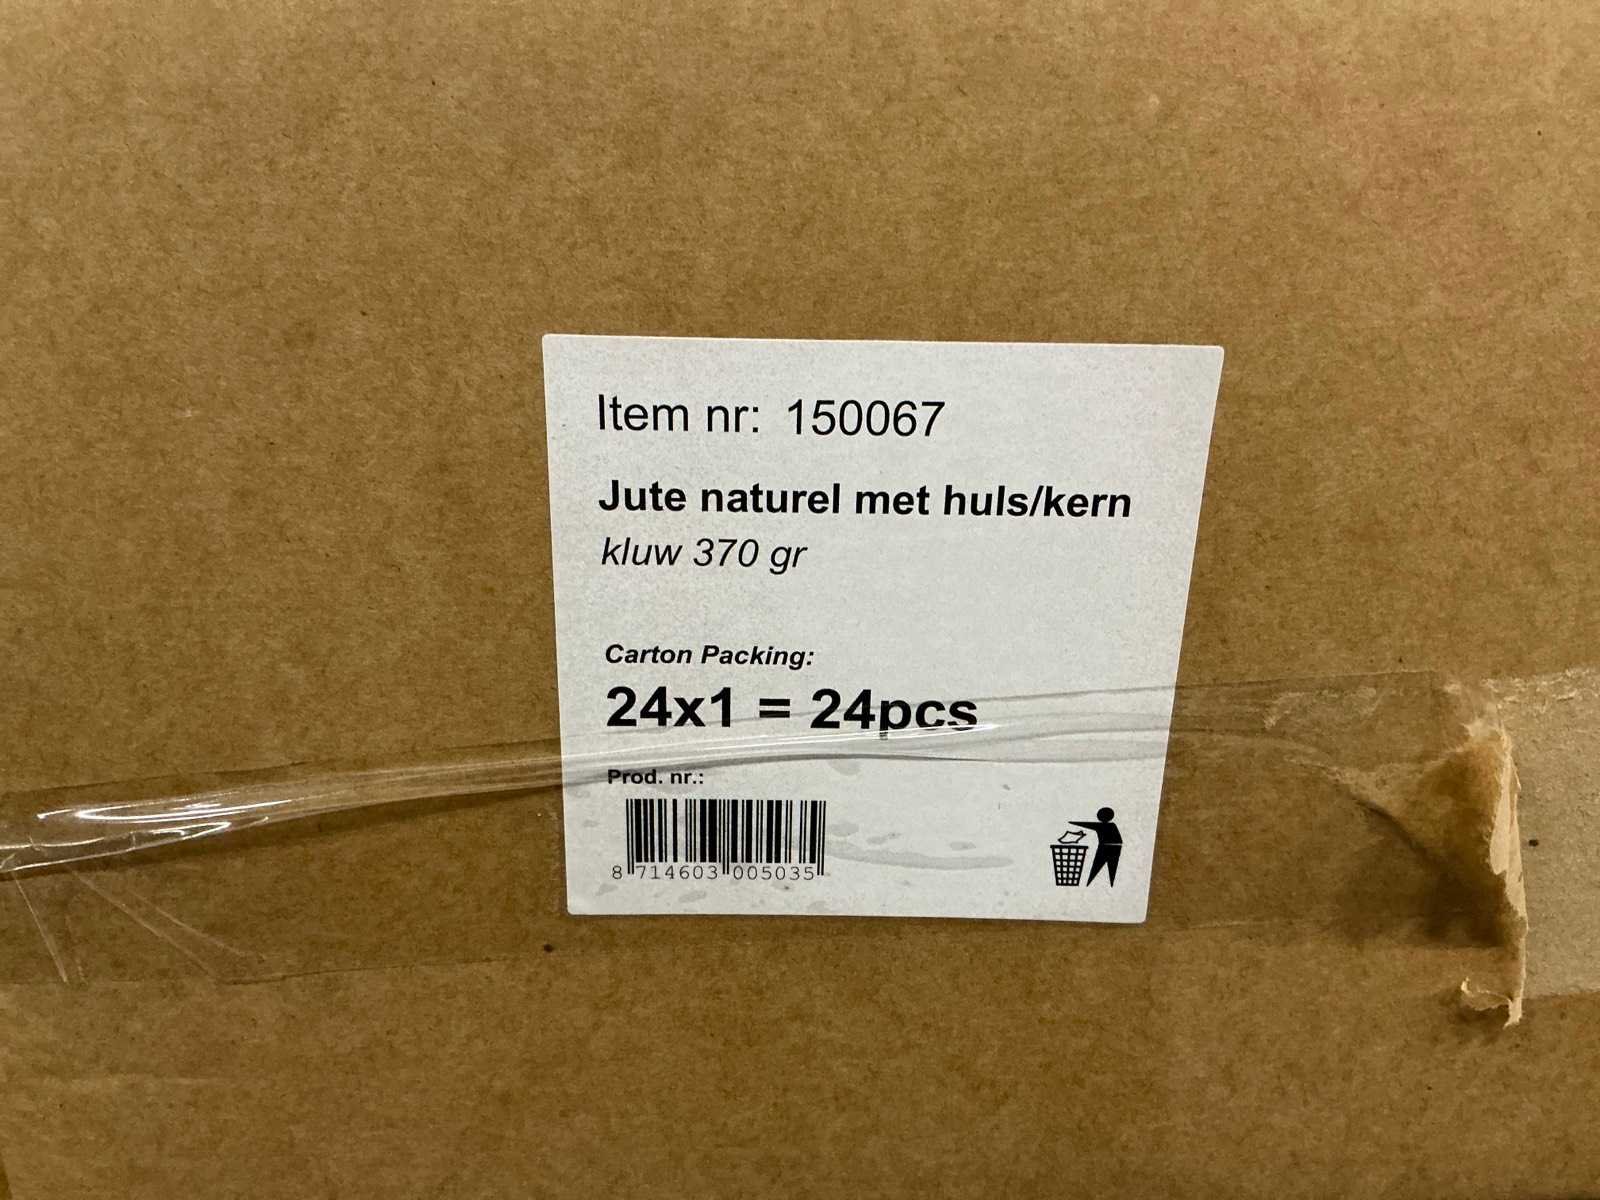 Item nr: 150067
Jute naturel met huls/kern
kluw 370 gr
Carton Packing:
24x1 = 24pcs
Prod. nr.:
8 714603 005035